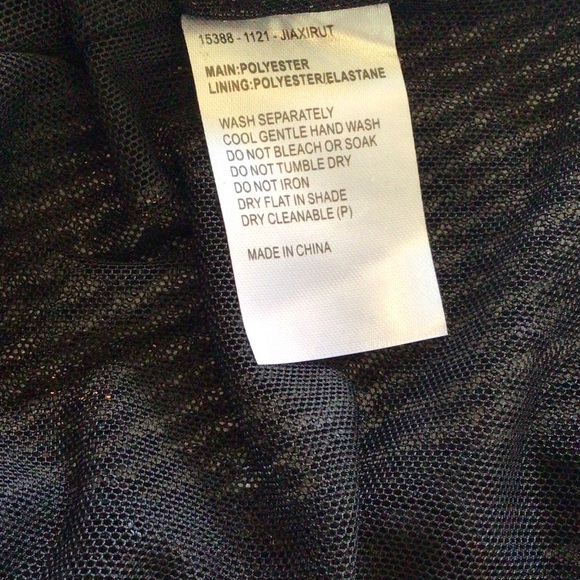 15388 - 1121 - JIAXIRUT
MAIN:POLYESTER
LINING:POLYESTER/ELASTANE
WASH SEPARATELY
COOL GENTLE HAND WASH
DO NOT BLEACH OR SOAK
DO NOT TUMBLE DRY
DO NOT IRON
DRY FLAT IN SHADE
DRY CLEANABLE (P)
MADE IN CHINA